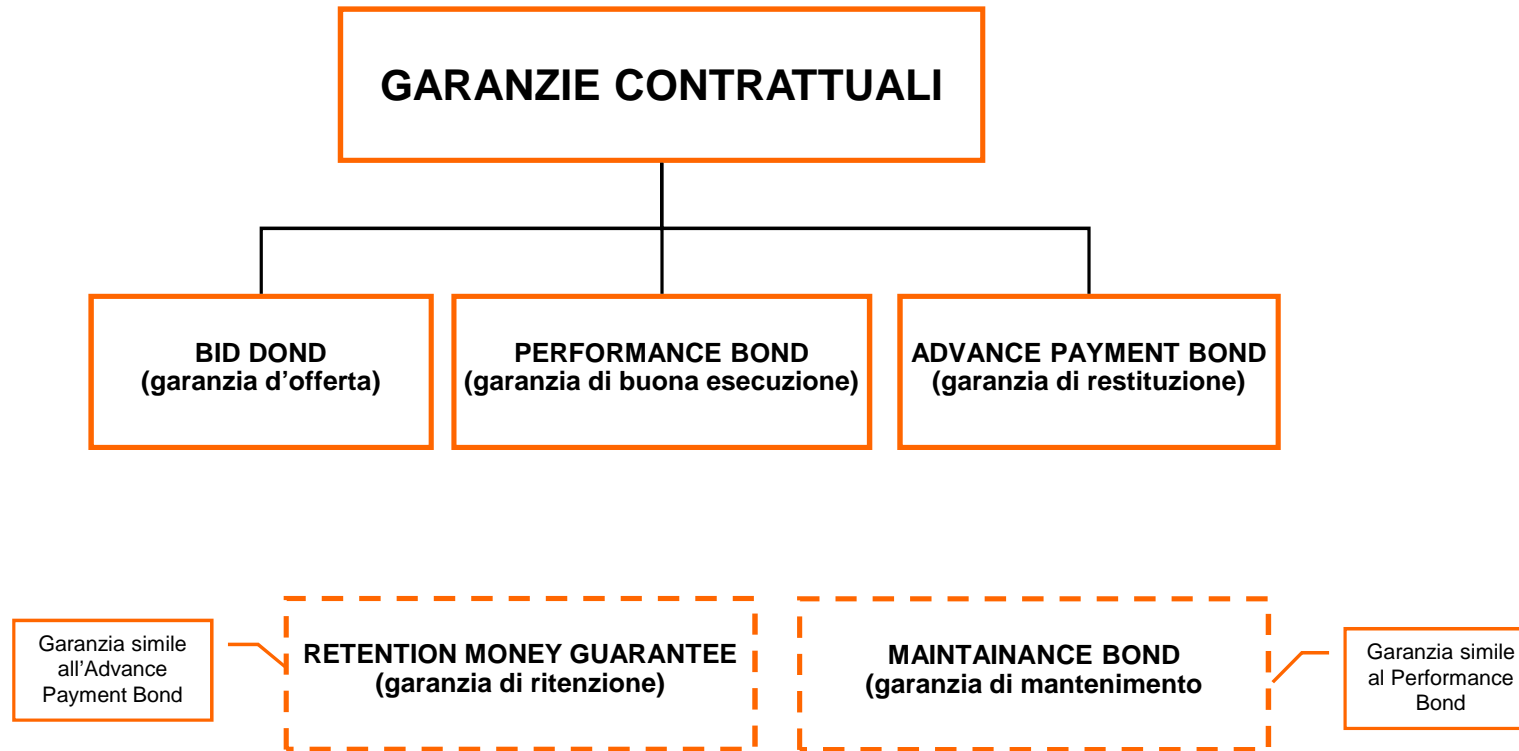 GARANZIE CONTRATTUALI
BID DOND
(garanzia d’offerta)
PERFORMANCE BOND
(garanzia di buona esecuzione)
ADVANCE PAYMENT BOND
(garanzia di restituzione)
Garanzia simile
all’Advance
Payment Bond
RETENTION MONEY GUARANTEE
(garanzia di ritenzione)
MAINTAINANCE BOND
(garanzia di mantenimento
Garanzia simile
al Performance
Bond